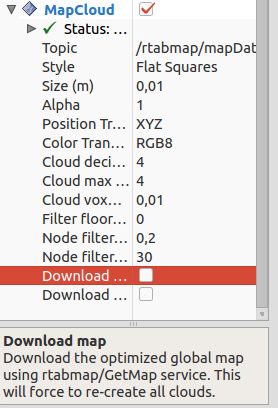 MapCloud
Status: ...
Topic /rtabmap/mapDat
Style Flat Squares
Size (m) 0,01
Alpha 1
Position Tr... XYZ
Color Tran... RGB8
Cloud deci... 4
Cloud max ... 4
Cloud vox... 0,01
Filter floor... 0
Node filter... 0,2
Node filter... 30
Download ...
Download ...
Download map
Download the optimized global map
using rtabmap/GetMap service. This
will force to re-create all clouds.